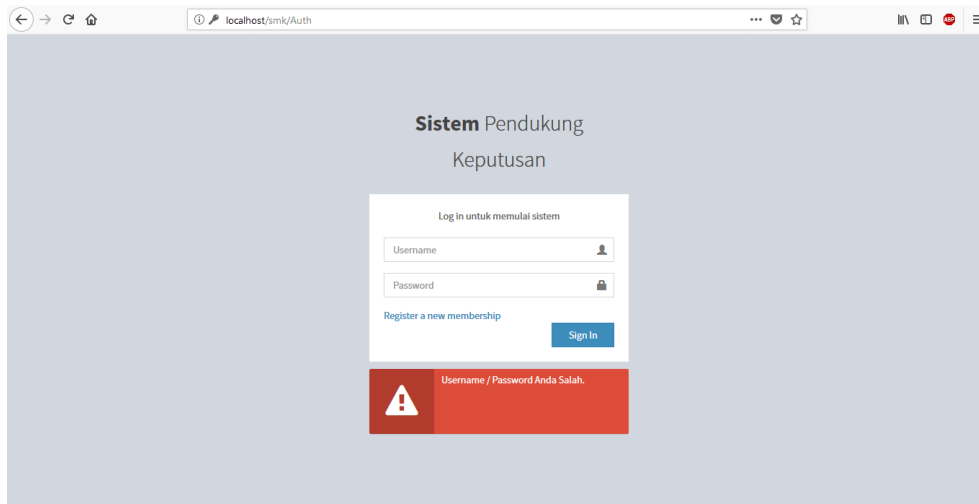 localhost/smk/Auth
ABP
Sistem Pendukung
Keputusan
Log in untuk memulai sistem
Username
Password
Register a new membership
Sign In
Username / Password Anda Salah.